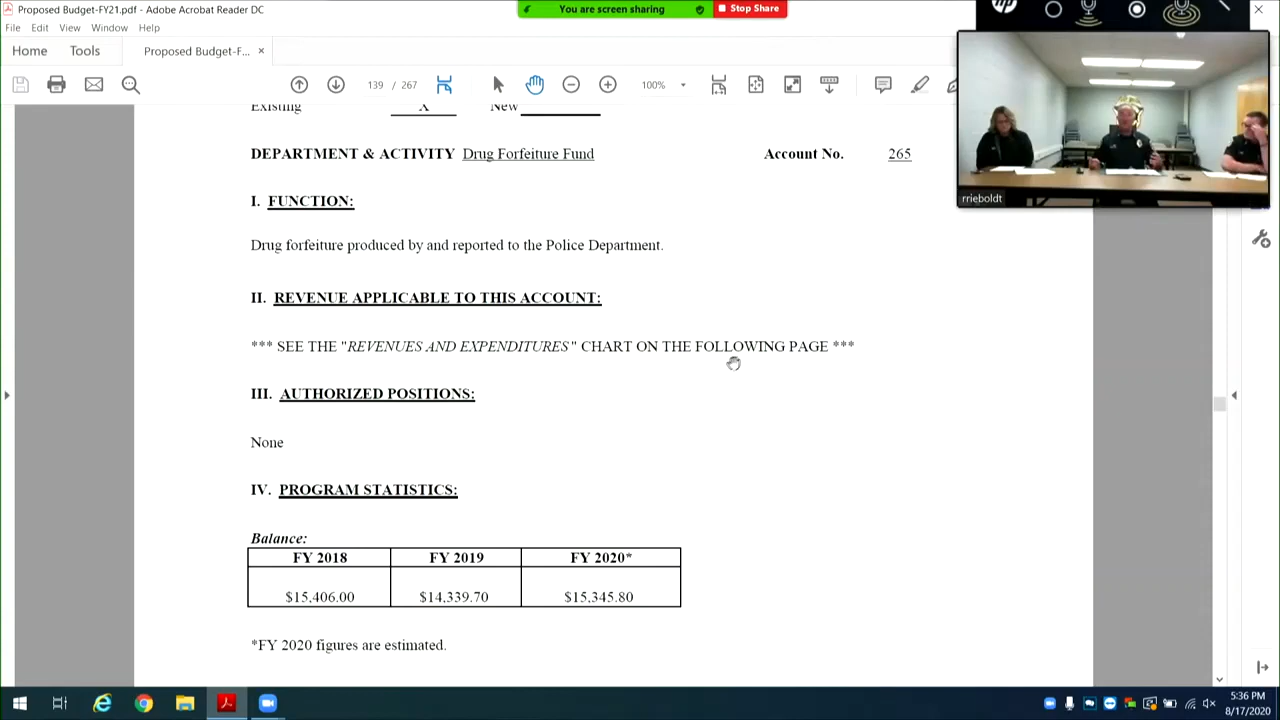 Proposed Budget-FY21.pdf - Adobe Acrobat Reader DC
You are screen sharing
Stop Share
File Edit View Window Help
Home Tools Proposed Budget-F... ×
139 / 267 100%
Existing X New
DEPARTMENT & ACTIVITY Drug Forfeiture Fund Account No. 265
rrieboldt
I. FUNCTION:
Drug forfeiture produced by and reported to the Police Department.
II. REVENUE APPLICABLE TO THIS ACCOUNT:
*** SEE THE "REVENUES AND EXPENDITURES" CHART ON THE FOLLOWING PAGE ***
III. AUTHORIZED POSITIONS:
None
IV. PROGRAM STATISTICS:
Balance:
FY 2018 FY 2019 FY 2020*
$15,406.00 $14,339.70 $15,345.80
*FY 2020 figures are estimated.
5:36 PM
8/17/2020